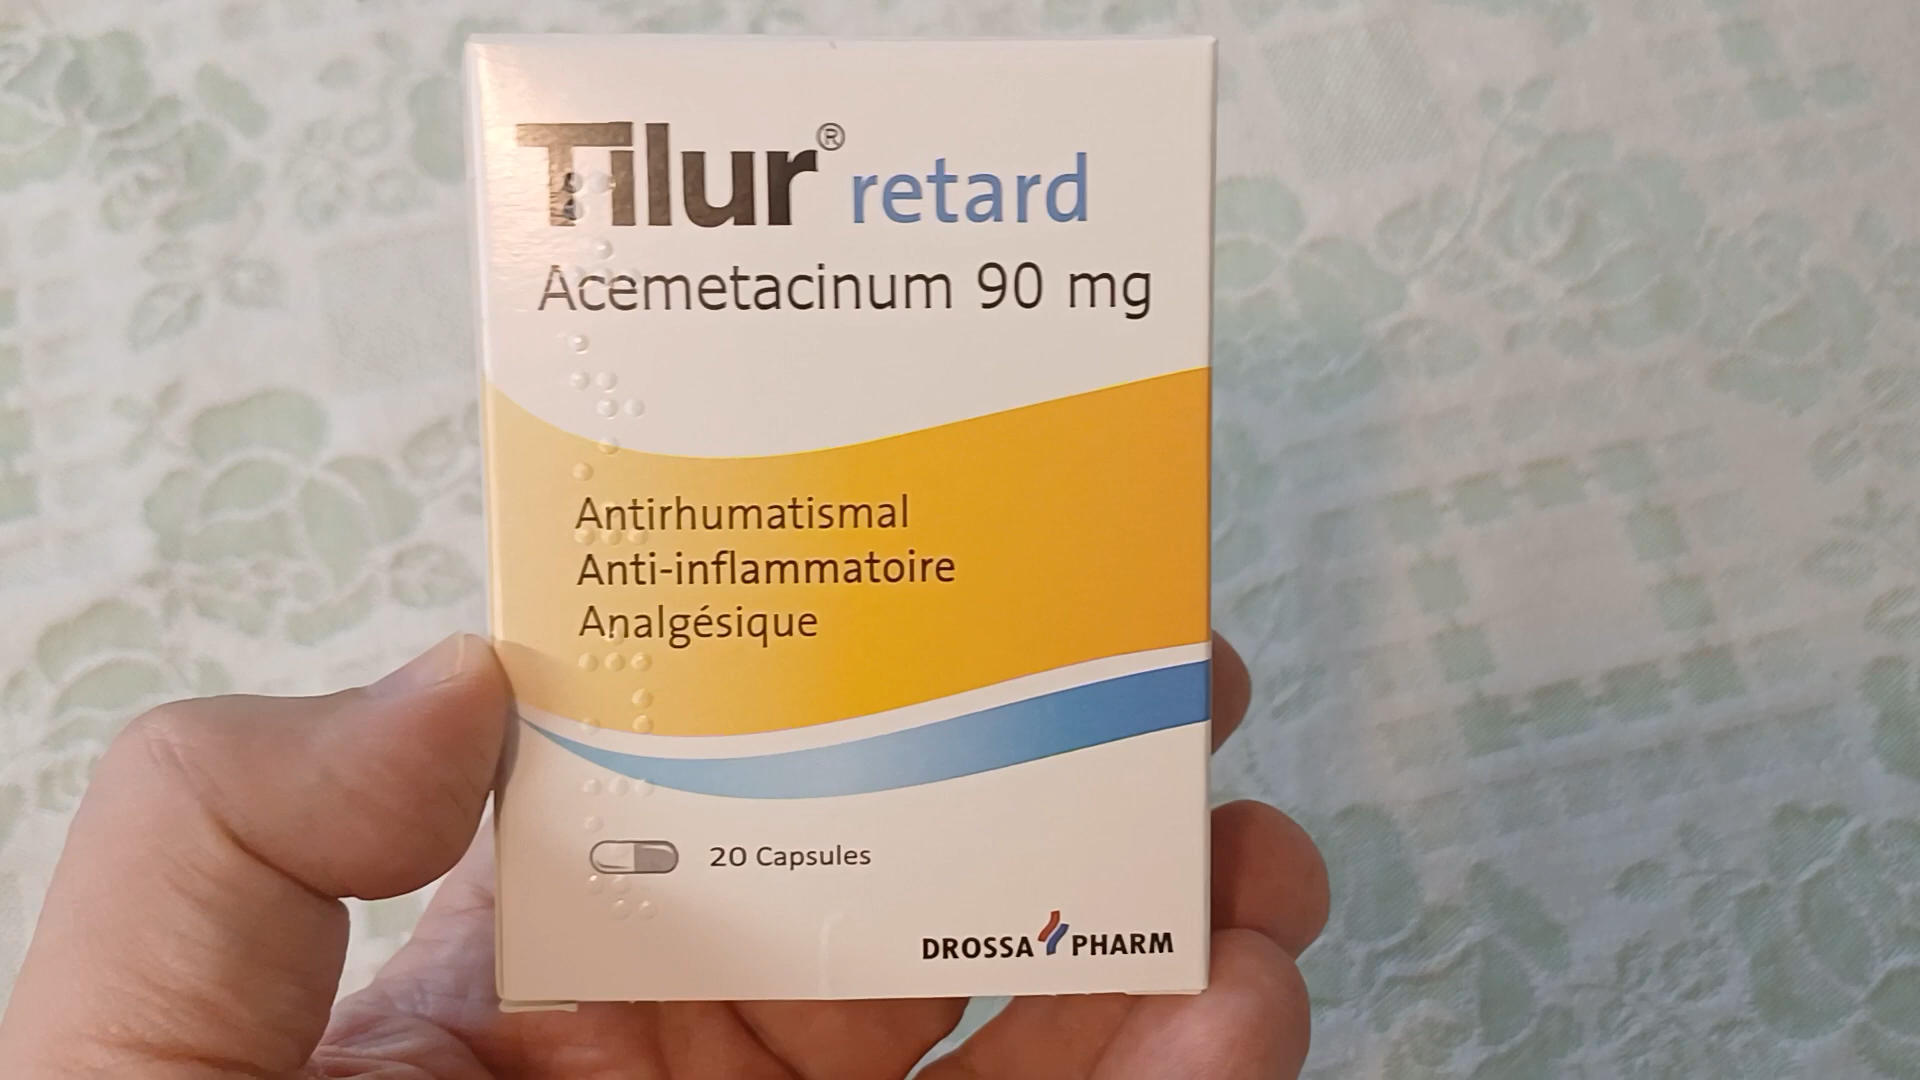 Tilur® retard
Acemetacinum 90 mg
Antirhumatismal
Anti-inflammatoire
Analgésique
20 Capsules
DROSSA PHARM